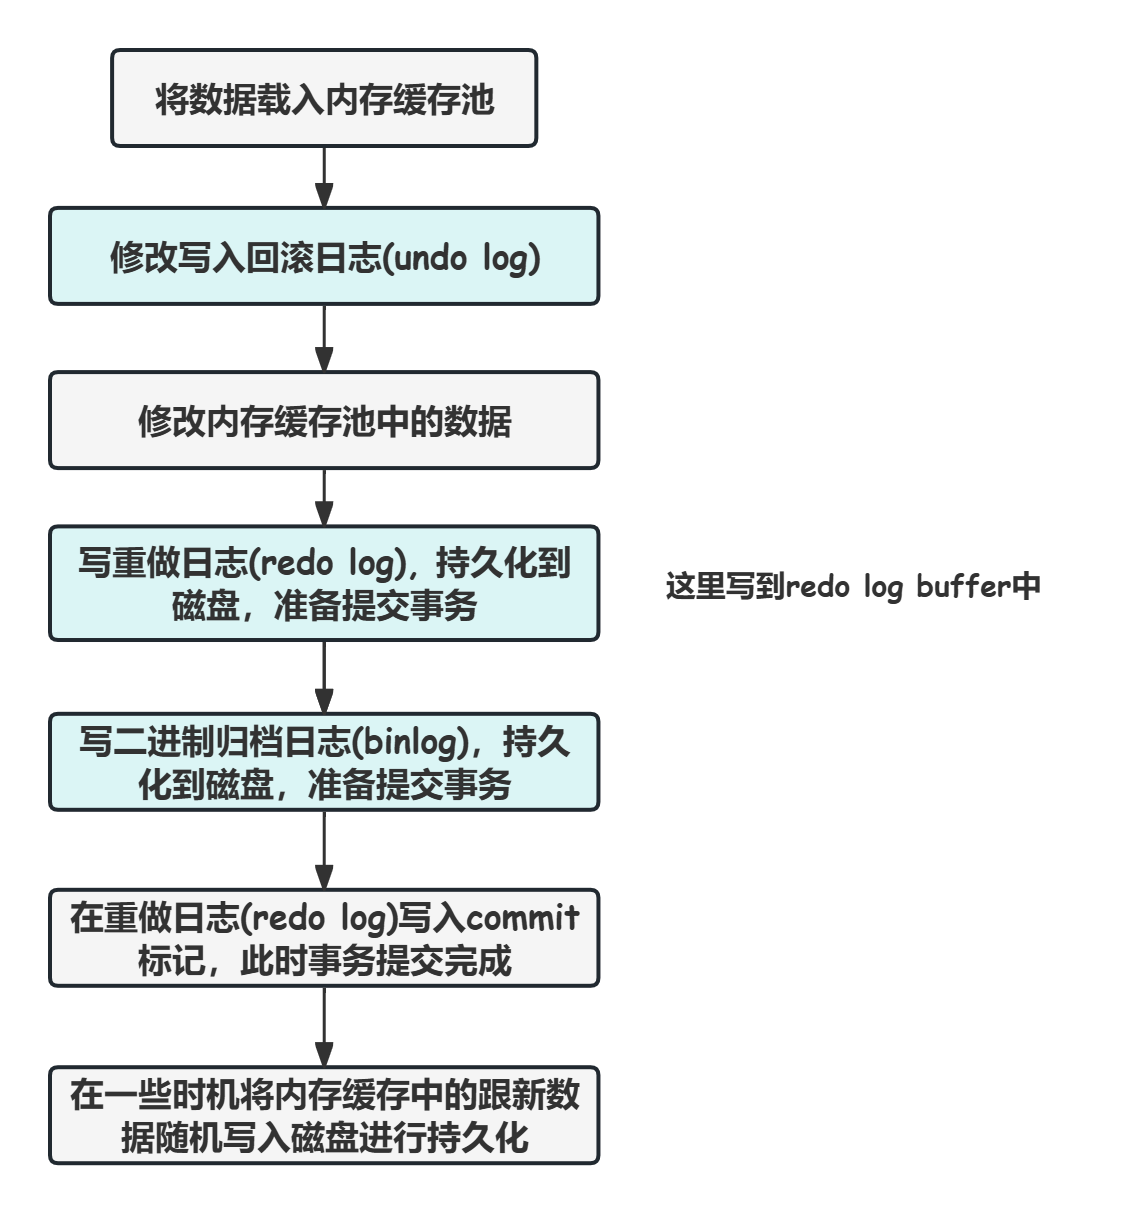 将数据载入内存缓存池
修改写入回滚日志(undo log)
修改内存缓存池中的数据
写重做日志(redo log)，持久化到
磁盘，准备提交事务
这里写到redo log buffer中
写二进制归档日志(binlog)，持久
化到磁盘，准备提交事务
在重做日志(redo log)写入commit
标记，此时事务提交完成
在一些时机将内存缓存中的跟新数
据随机写入磁盘进行持久化